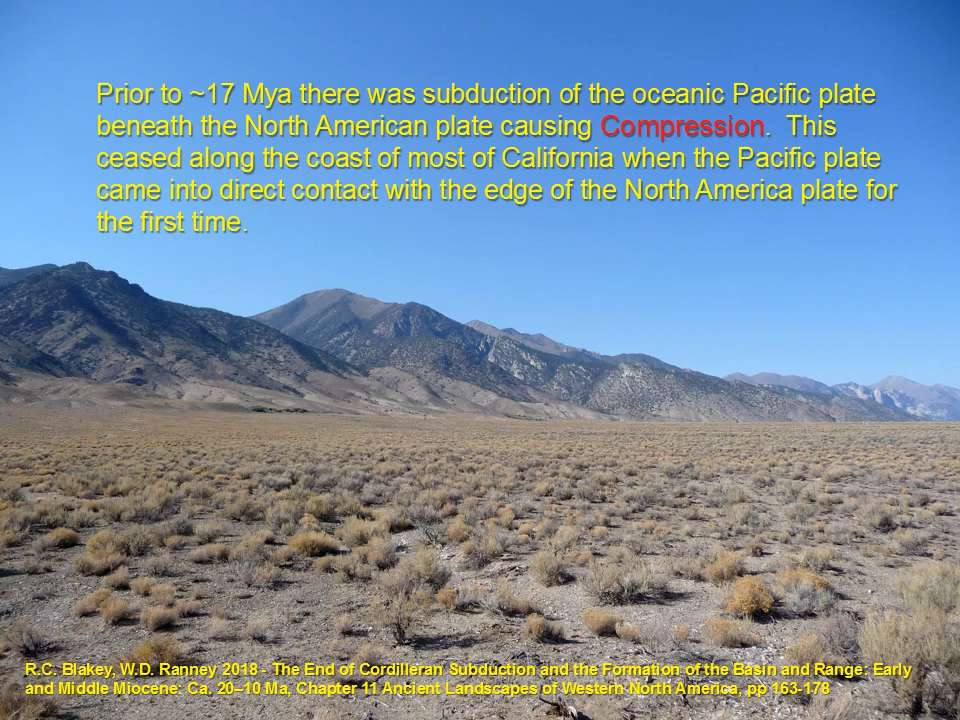 Prior to ~17 Mya there was subduction of the oceanic Pacific plate
beneath the North American plate causing Compression.  This
ceased along the coast of most of California when the Pacific plate
came into direct contact with the edge of the North America plate for
the first time.
R.C. Blakey, W.D. Ranney 2018 - The End of Cordilleran Subduction and the Formation of the Basin and Range: Early
and Middle Miocene: Ca. 20–10 Ma, Chapter 11 Ancient Landscapes of Western North America, pp 163-178